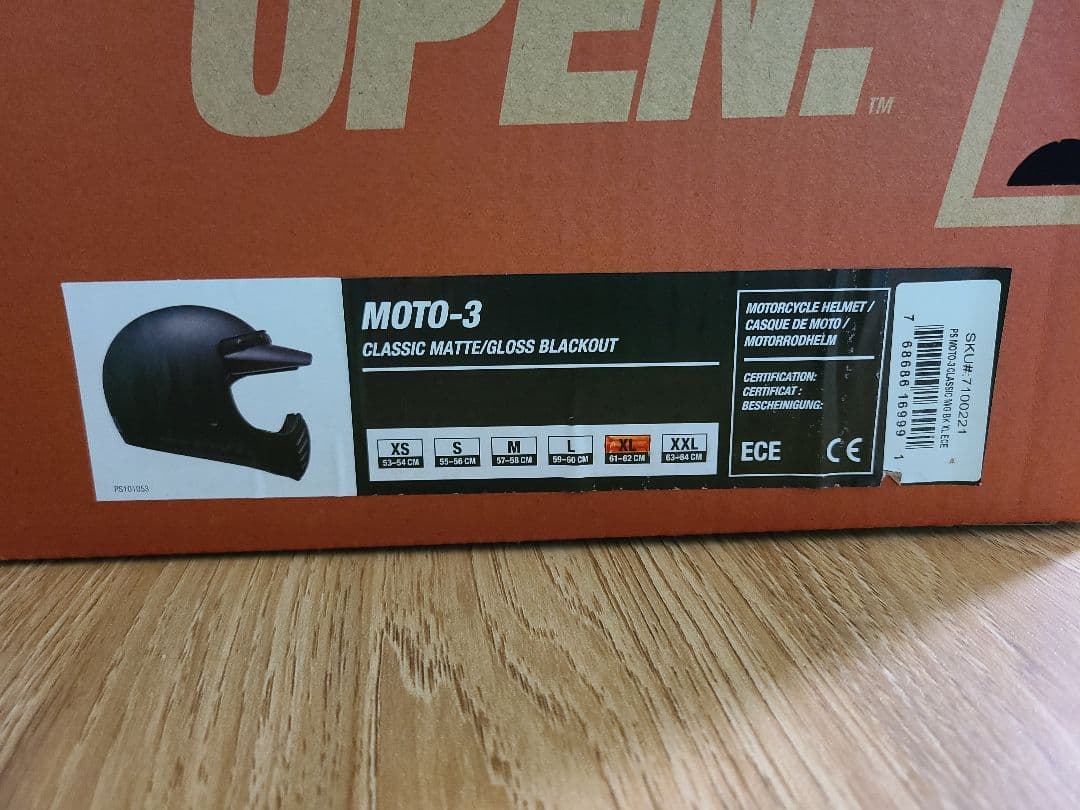 OPEN.™
MOTO-3
CLASSIC MATTE/GLOSS BLACKOUT
XS
53-54 CM
S
55-56 CM
M
57-58 CM
L
59-60 CM
XL
61-62 CM
XXL
63-64 CM
PS101053
MOTORCYCLE HELMET /
CASQUE DE MOTO /
MOTORRODHELM
CERTIFICATION:
CERTIFICAT :
BESCHEINIGUNG:
ECE
CE
SKU#:7100221
PS MOTO-3 CLASSIC M/G BK XL ECE
7 68686 16999 1